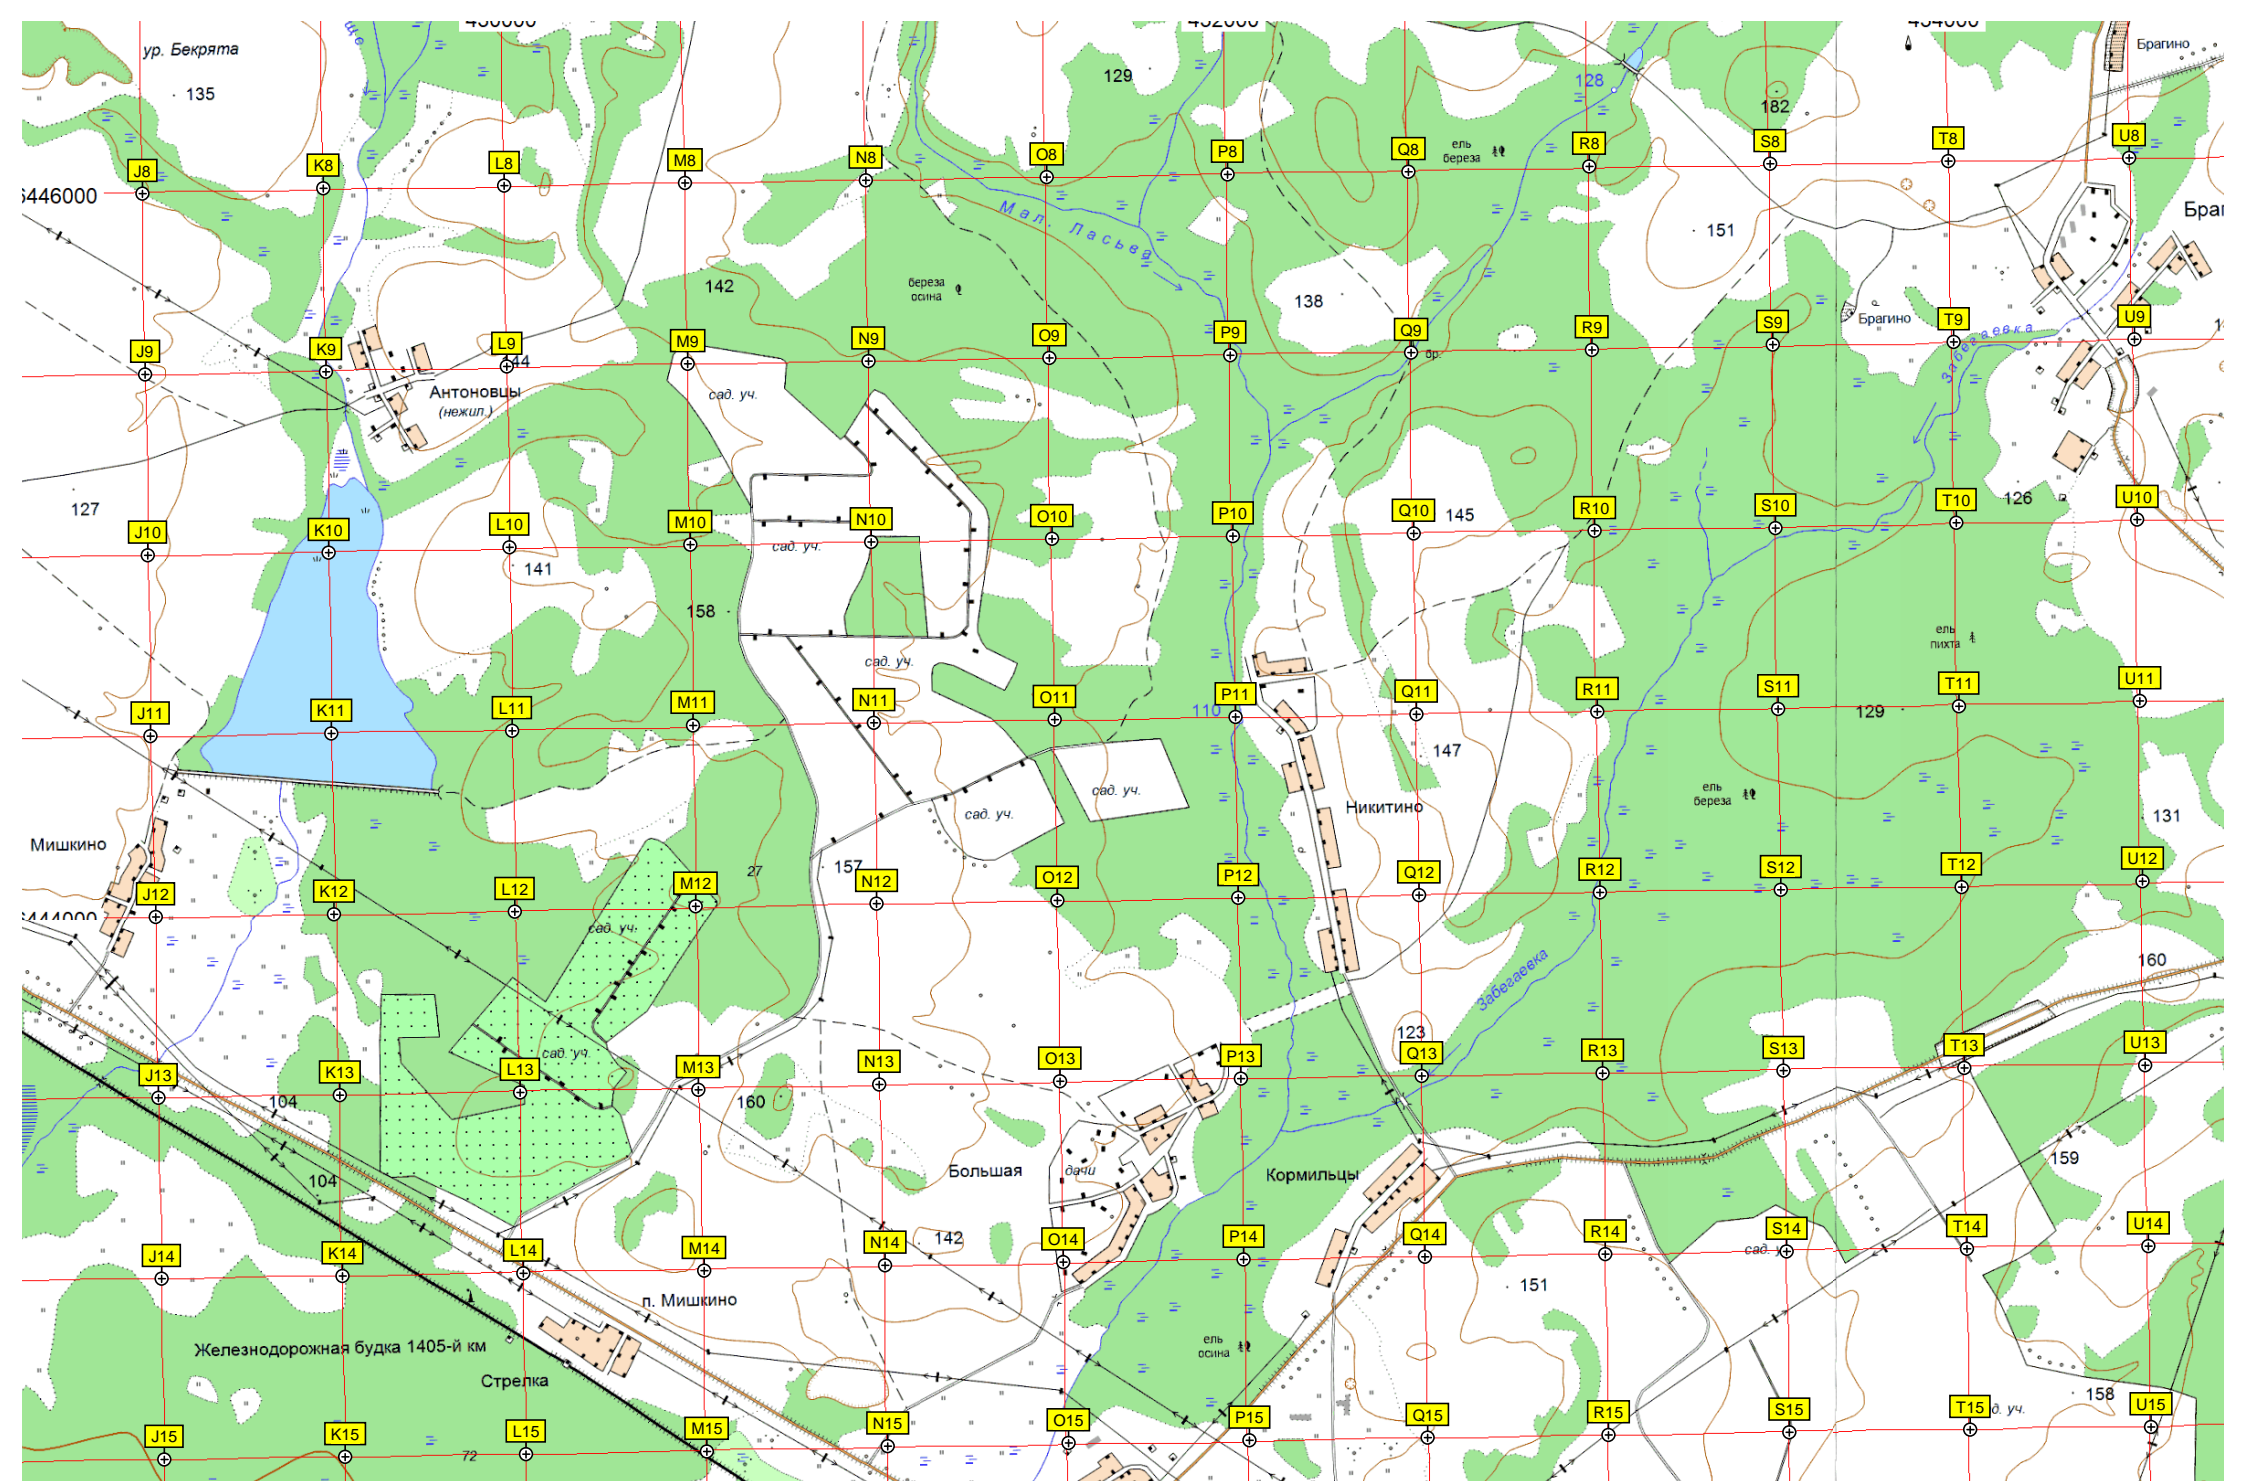 430000 432000 434000
ур. Бекрята
135
129
128
182
Брагино
ель
береза
J8 K8 L8 M8 N8 O8 P8 Q8 R8 S8 T8 U8
6446000
Мал. Ласьва
151
142
береза
осина
138
Брагино
Забегаевка
J9 K9 L9 M9 N9 O9 P9 Q9 R9 S9 T9 U9
144
бр.
Антоновцы
(нежил.)
сад. уч.
127
145
126
J10 K10 L10 M10 N10 O10 P10 Q10 R10 S10 T10 U10
сад. уч.
141
158
ель
пихта
сад. уч.
J11 K11 L11 M11 N11 O11 P11 Q11 R11 S11 T11 U11
110
129
147
сад. уч.
ель
береза
Никитино
сад. уч.
131
Мишкино
27
157
J12 K12 L12 M12 N12 O12 P12 Q12 R12 S12 T12 U12
6444000
сад. уч.
Забегаевка
160
123
сад. уч.
J13 K13 L13 M13 N13 O13 P13 Q13 R13 S13 T13 U13
104
160
159
104
Большая
дачи
Кормильцы
J14 K14 L14 M14 N14 O14 P14 Q14 R14 S14 T14 U14
142
сад. у
151
п. Мишкино
ель
осина
Железнодорожная будка 1405-й км
Стрелка
158
J15 K15 L15 M15 N15 O15 P15 Q15 R15 S15 T15 U15
д. уч.
72